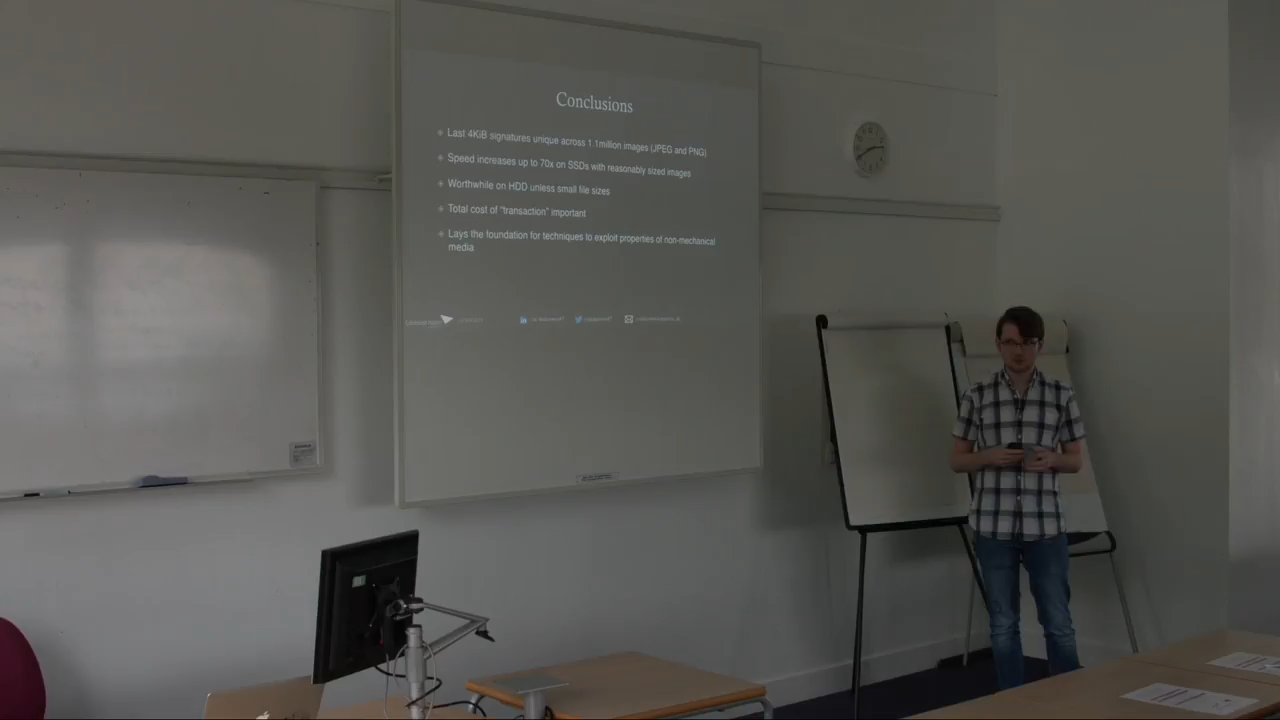 Conclusions
Last 4KiB signatures unique across 1.1million images (JPEG and PNG)
Speed increases up to 70x on SSDs with reasonably sized images
Worthwhile on HDD unless small file sizes
Total cost of "transaction" important
Lays the foundation for techniques to exploit properties of non-mechanical
media